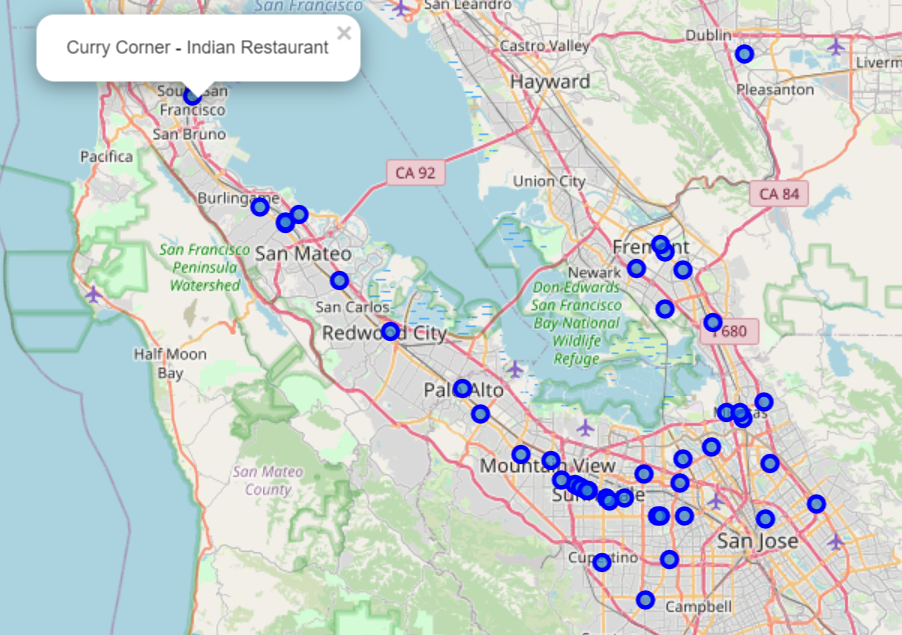 San Francisco
San Leandro
Curry Corner - Indian Restaurant ×
Castro Valley
Dublin
Hayward
Pleasanton
South San
Francisco
San Bruno
Pacifica
CA 92
Union City
CA 84
Burlingame
San Francisco
Peninsula
Watershed
San Mateo
Fremont
Newark
Don Edwards
San Francisco
Bay National
Wildlife
Refuge
San Carlos
Redwood City
680
Half Moon
Bay
Palo Alto
Mountain View
San Mateo
County
San Jose
Cupertino
Campbell